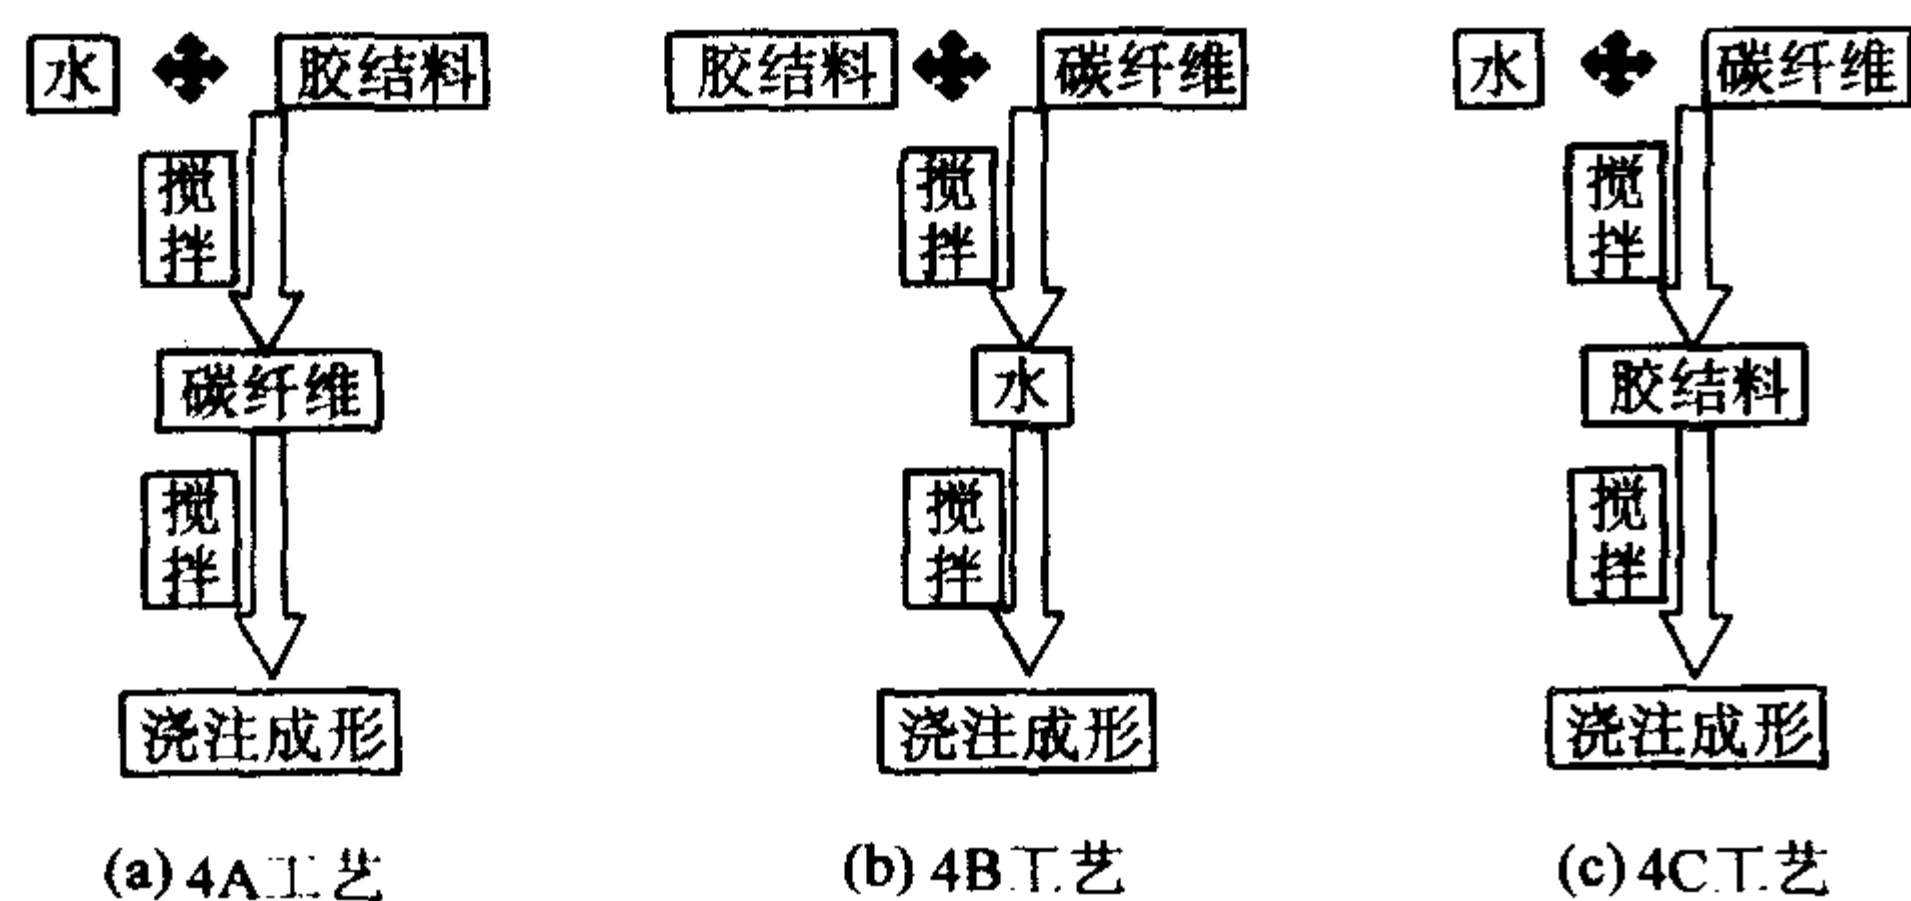 水 胶结料
搅拌
碳纤维
搅拌
浇注成形
(a) 4A工艺
胶结料 碳纤维
搅拌
水
搅拌
浇注成形
(b) 4B工艺
水 碳纤维
搅拌
胶结料
搅拌
浇注成形
(c) 4C工艺